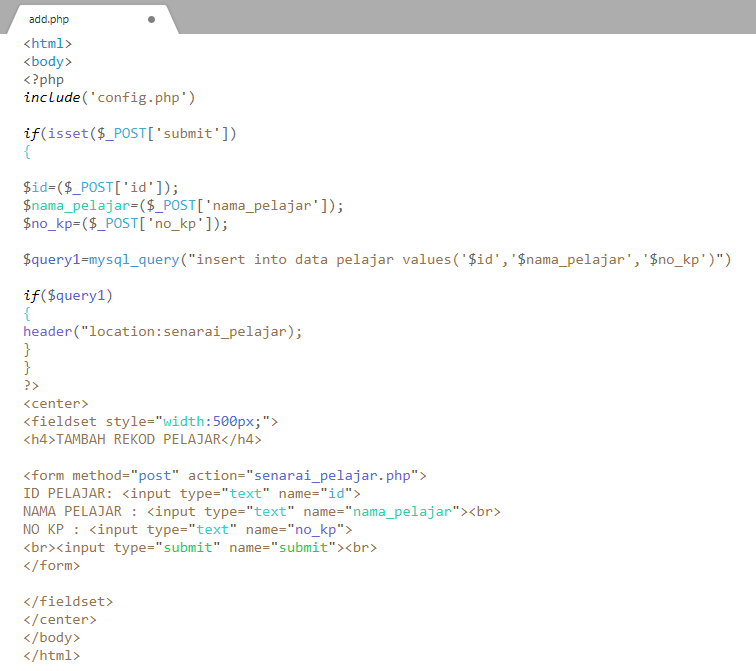 add.php
<html>
<body>
<?php
include('config.php')
if(isset($_POST['submit'])
{
$id=($_POST['id']);
$nama_pelajar=($_POST['nama_pelajar']);
$no_kp=($_POST['no_kp']);
$query1=mysql_query("insert into data pelajar values('$id','$nama_pelajar','$no_kp')")
if($query1)
{
header("location:senarai_pelajar);
}
}
?>
<center>
<fieldset style="width:500px;">
<h4>TAMBAH REKOD PELAJAR</h4>
<form method="post" action="senarai_pelajar.php">
ID PELAJAR: <input type="text" name="id">
NAMA PELAJAR : <input type="text" name="nama_pelajar"><br>
NO KP : <input type="text" name="no_kp">
<br><input type="submit" name="submit"><br>
</form>
</fieldset>
</center>
</body>
</html>